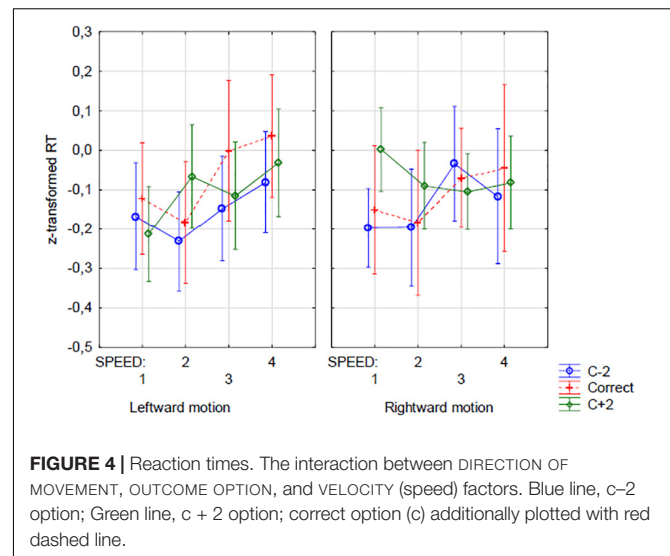 0,3
0,2
0,1
0,0
-0,1
-0,2
-0,3
-0,4
-0,5
z-transformed RT
SPEED: 2 4 SPEED: 2 4
1 3 1 3
Leftward motion Rightward motion
C-2
Correct
C+2
FIGURE 4 | Reaction times. The interaction between DIRECTION OF
MOVEMENT, OUTCOME OPTION, and VELOCITY (speed) factors. Blue line, c–2
option; Green line, c + 2 option; correct option (c) additionally plotted with red
dashed line.